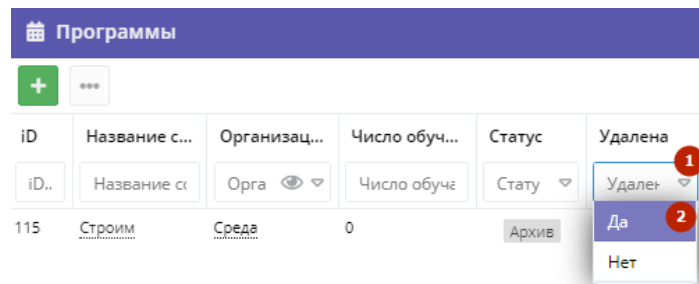 Программы
+ •••
iD Название с... Организац... Число обуч... Статус Удалена
1
iD.. Название сс Орга Число обуча Стату Удален
115 Строим Среда 0 Архив Да 2
Нет